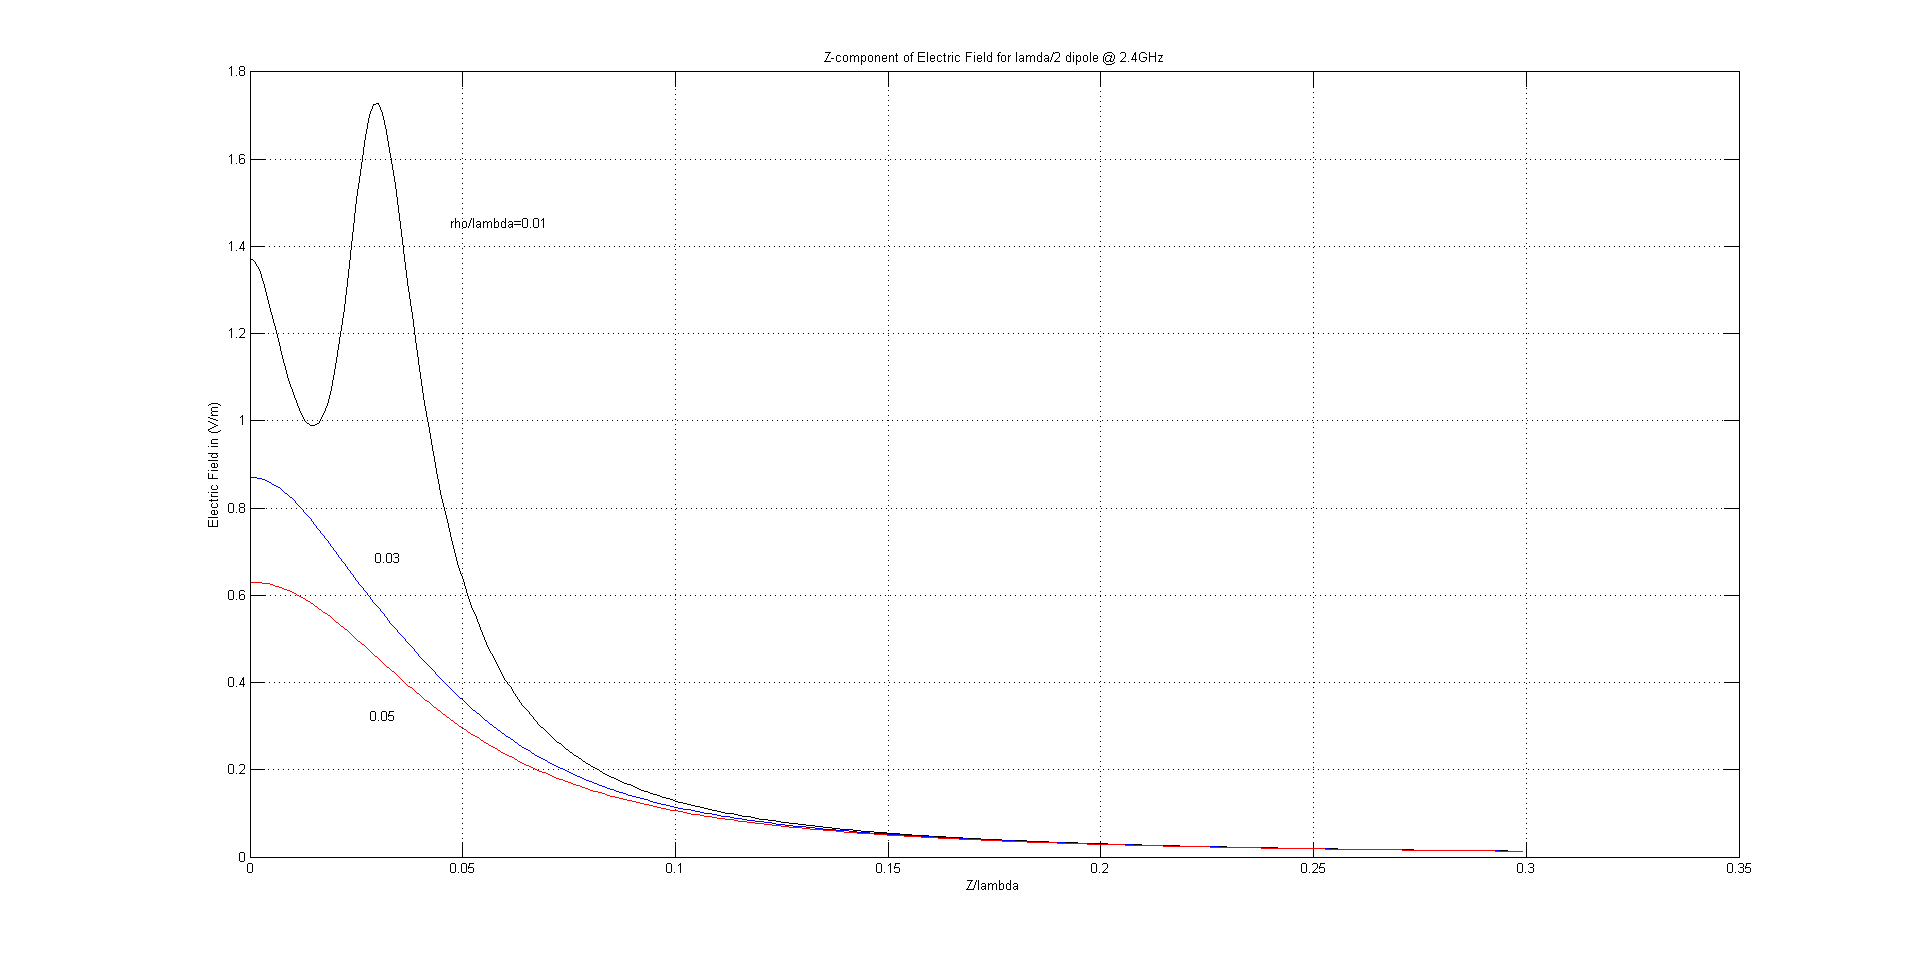 Z-component of Electric Field for lamda/2 dipole @ 2.4GHz
1.8
1.6
rho/lambda=0.01
1.4
1.2
1
Electric Field in (V/m)
0.8
0.03
0.6
0.4
0.05
0.2
0
0 0.05 0.1 0.15 0.2 0.25 0.3 0.35
Z/lambda